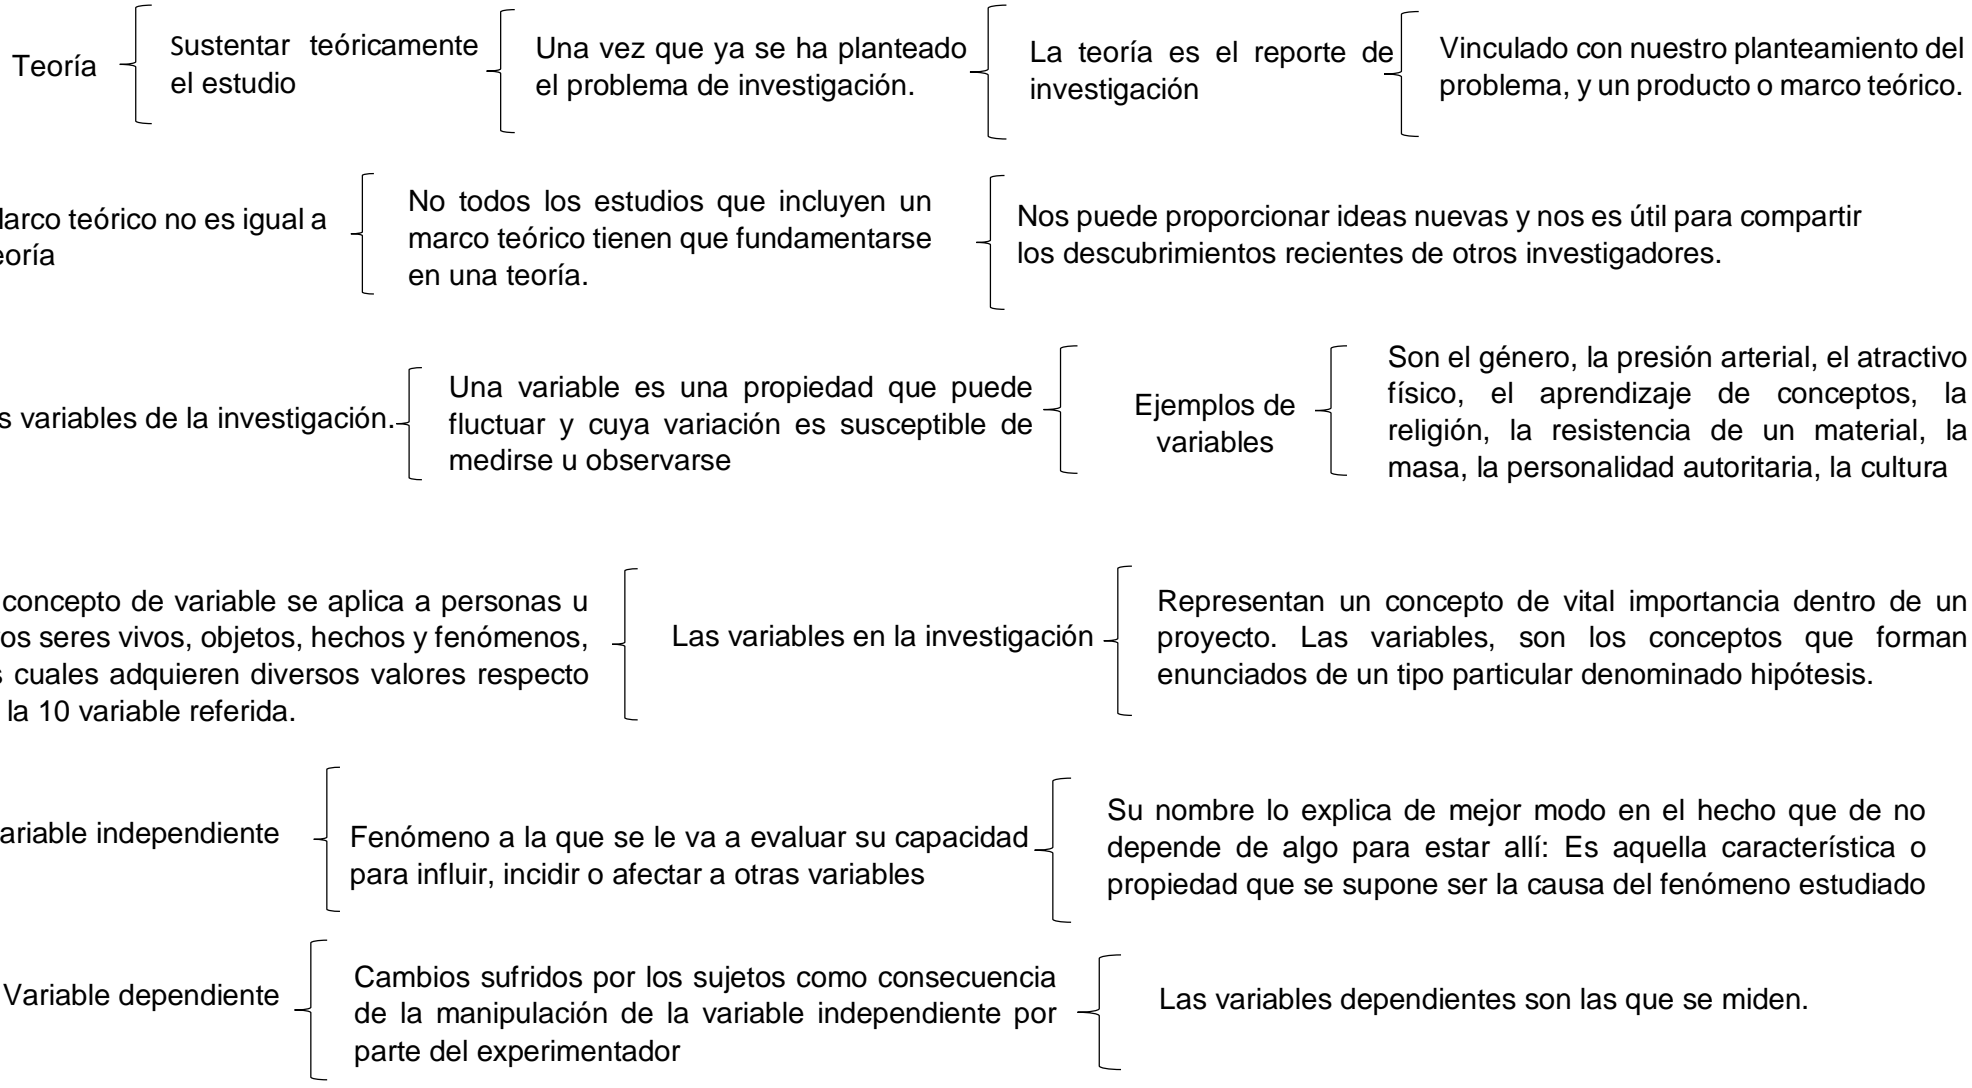 Teoría
Sustentar teóricamente
el estudio
Una vez que ya se ha planteado
el problema de investigación.
La teoría es el reporte de
investigación
Vinculado con nuestro planteamiento del
problema, y un producto o marco teórico.
arco teórico no es igual a
eoría
No todos los estudios que incluyen un
marco teórico tienen que fundamentarse
en una teoría.
Nos puede proporcionar ideas nuevas y nos es útil para compartir
los descubrimientos recientes de otros investigadores.
s variables de la investigación.
Una variable es una propiedad que puede
fluctuar y cuya variación es susceptible de
medirse u observarse
Ejemplos de
variables
Son el género, la presión arterial, el atractivo
físico, el aprendizaje de conceptos, la
religión, la resistencia de un material, la
masa, la personalidad autoritaria, la cultura
concepto de variable se aplica a personas u
os seres vivos, objetos, hechos y fenómenos,
s cuales adquieren diversos valores respecto
la 10 variable referida.
Las variables en la investigación
Representan un concepto de vital importancia dentro de un
proyecto. Las variables, son los conceptos que forman
enunciados de un tipo particular denominado hipótesis.
ariable independiente
Fenómeno a la que se le va a evaluar su capacidad
para influir, incidir o afectar a otras variables
Su nombre lo explica de mejor modo en el hecho que de no
depende de algo para estar allí: Es aquella característica o
propiedad que se supone ser la causa del fenómeno estudiado
Variable dependiente
Cambios sufridos por los sujetos como consecuencia
de la manipulación de la variable independiente por
parte del experimentador
Las variables dependientes son las que se miden.